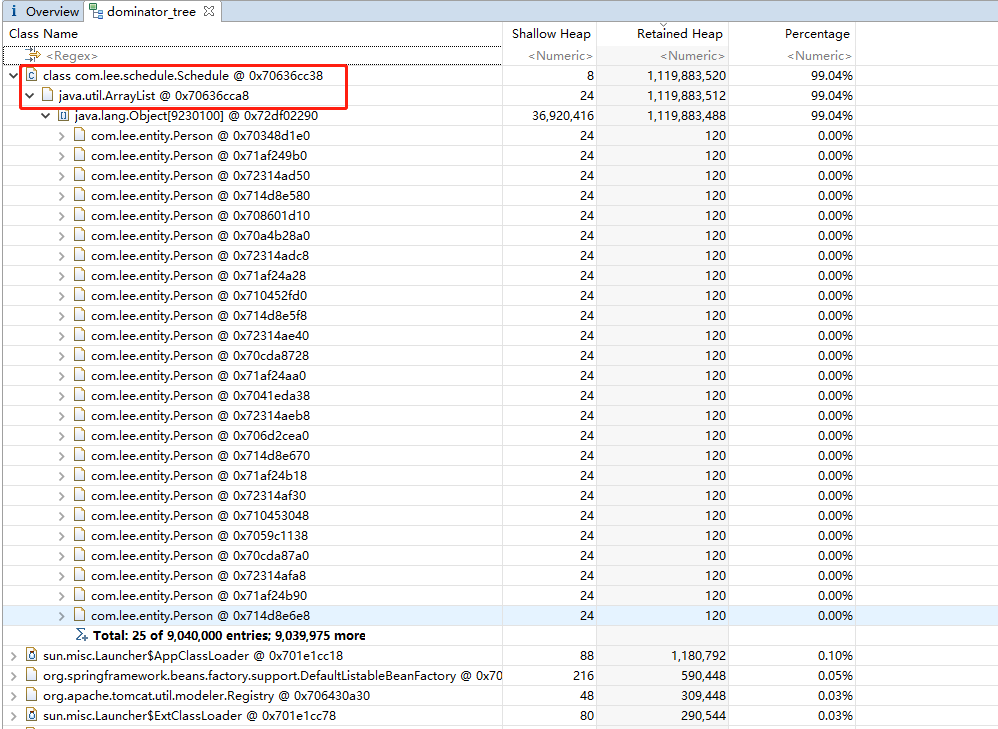 Overview dominator_tree
Class Name Shallow Heap Retained Heap Percentage
<Regex> <Numeric> <Numeric> <Numeric>
class com.lee.schedule.Schedule @ 0x70636cc38 8 1,119,883,520 99.04%
java.util.ArrayList @ 0x70636cca8 24 1,119,883,512 99.04%
java.lang.Object[9230100] @ 0x72df02290 36,920,416 1,119,883,488 99.04%
com.lee.entity.Person @ 0x70348d1e0 24 120 0.00%
com.lee.entity.Person @ 0x71af249b0 24 120 0.00%
com.lee.entity.Person @ 0x72314ad50 24 120 0.00%
com.lee.entity.Person @ 0x714d8e580 24 120 0.00%
com.lee.entity.Person @ 0x708601d10 24 120 0.00%
com.lee.entity.Person @ 0x70a4b28a0 24 120 0.00%
com.lee.entity.Person @ 0x72314adc8 24 120 0.00%
com.lee.entity.Person @ 0x71af24a28 24 120 0.00%
com.lee.entity.Person @ 0x710452fd0 24 120 0.00%
com.lee.entity.Person @ 0x714d8e5f8 24 120 0.00%
com.lee.entity.Person @ 0x72314ae40 24 120 0.00%
com.lee.entity.Person @ 0x70cda8728 24 120 0.00%
com.lee.entity.Person @ 0x71af24aa0 24 120 0.00%
com.lee.entity.Person @ 0x7041eda38 24 120 0.00%
com.lee.entity.Person @ 0x72314aeb8 24 120 0.00%
com.lee.entity.Person @ 0x706d2cea0 24 120 0.00%
com.lee.entity.Person @ 0x714d8e670 24 120 0.00%
com.lee.entity.Person @ 0x71af24b18 24 120 0.00%
com.lee.entity.Person @ 0x72314af30 24 120 0.00%
com.lee.entity.Person @ 0x710453048 24 120 0.00%
com.lee.entity.Person @ 0x7059c1138 24 120 0.00%
com.lee.entity.Person @ 0x70cda87a0 24 120 0.00%
com.lee.entity.Person @ 0x72314afa8 24 120 0.00%
com.lee.entity.Person @ 0x71af24b90 24 120 0.00%
com.lee.entity.Person @ 0x714d8e6e8 24 120 0.00%
Total: 25 of 9,040,000 entries; 9,039,975 more
sun.misc.Launcher$AppClassLoader @ 0x701e1cc18 88 1,180,792 0.10%
org.springframework.beans.factory.support.DefaultListableBeanFactory @ 0x70 216 590,448 0.05%
org.apache.tomcat.util.modeler.Registry @ 0x706430a30 48 309,448 0.03%
sun.misc.Launcher$ExtClassLoader @ 0x701e1cc78 80 290,544 0.03%